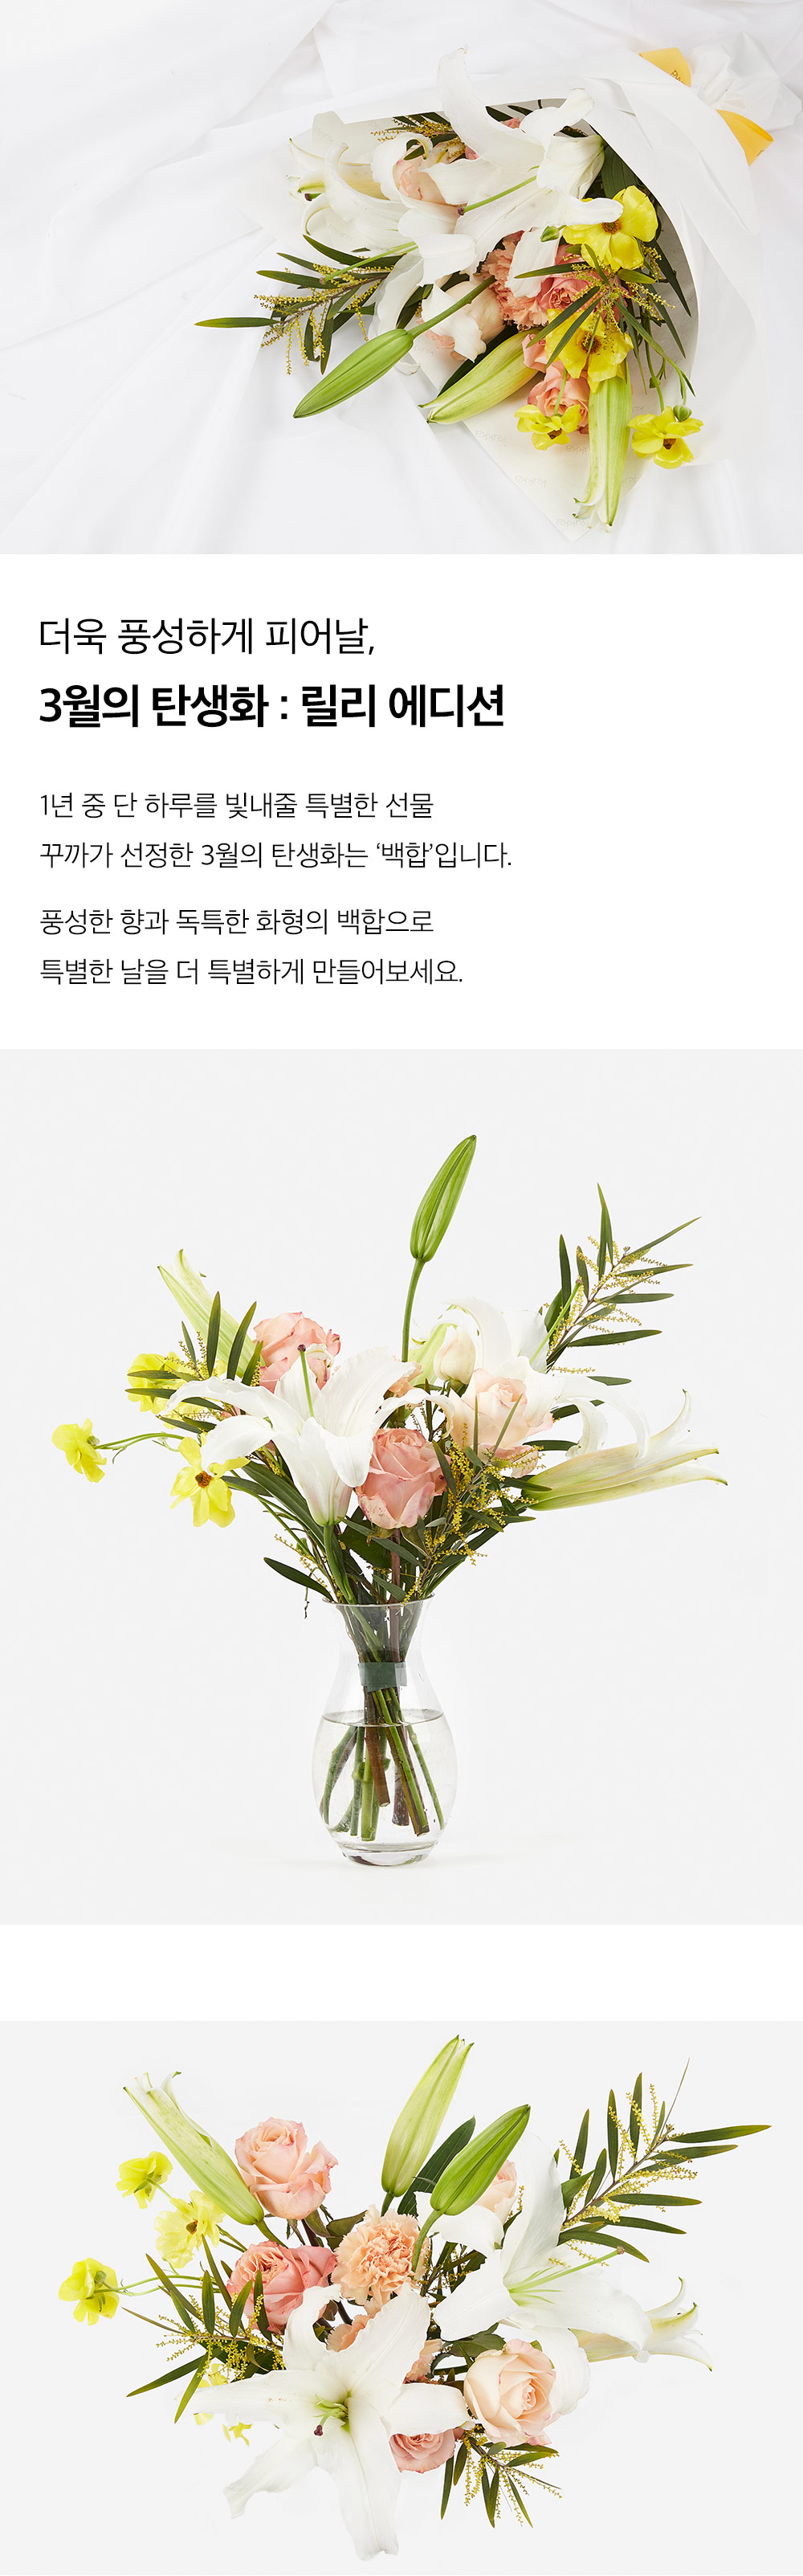 더욱 풍성하게 피어날,
3월의 탄생화 : 릴리 에디션
1년 중 단 하루를 빛내줄 특별한 선물
꾸까가 선정한 3월의 탄생화는 ‘백합’입니다.
풍성한 향과 독특한 화형의 백합으로
특별한 날을 더 특별하게 만들어보세요.